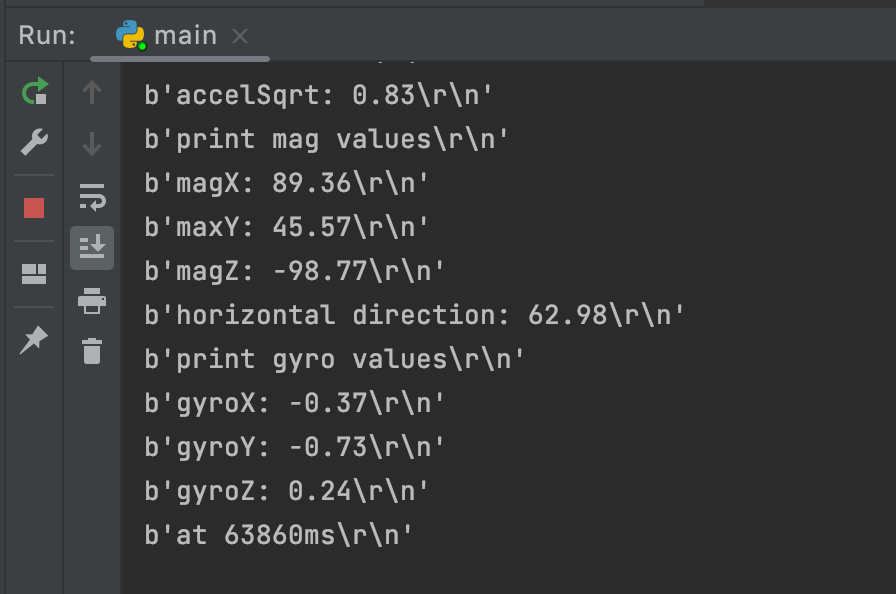 Run: main
b'accelSqrt: 0.83\r\n'
b'print mag values\r\n'
b'magX: 89.36\r\n'
b'maxY: 45.57\r\n'
b'magZ: -98.77\r\n'
b'horizontal direction: 62.98\r\n'
b'print gyro values\r\n'
b'gyroX: -0.37\r\n'
b'gyroY: -0.73\r\n'
b'gyroZ: 0.24\r\n'
b'at 63860ms\r\n'